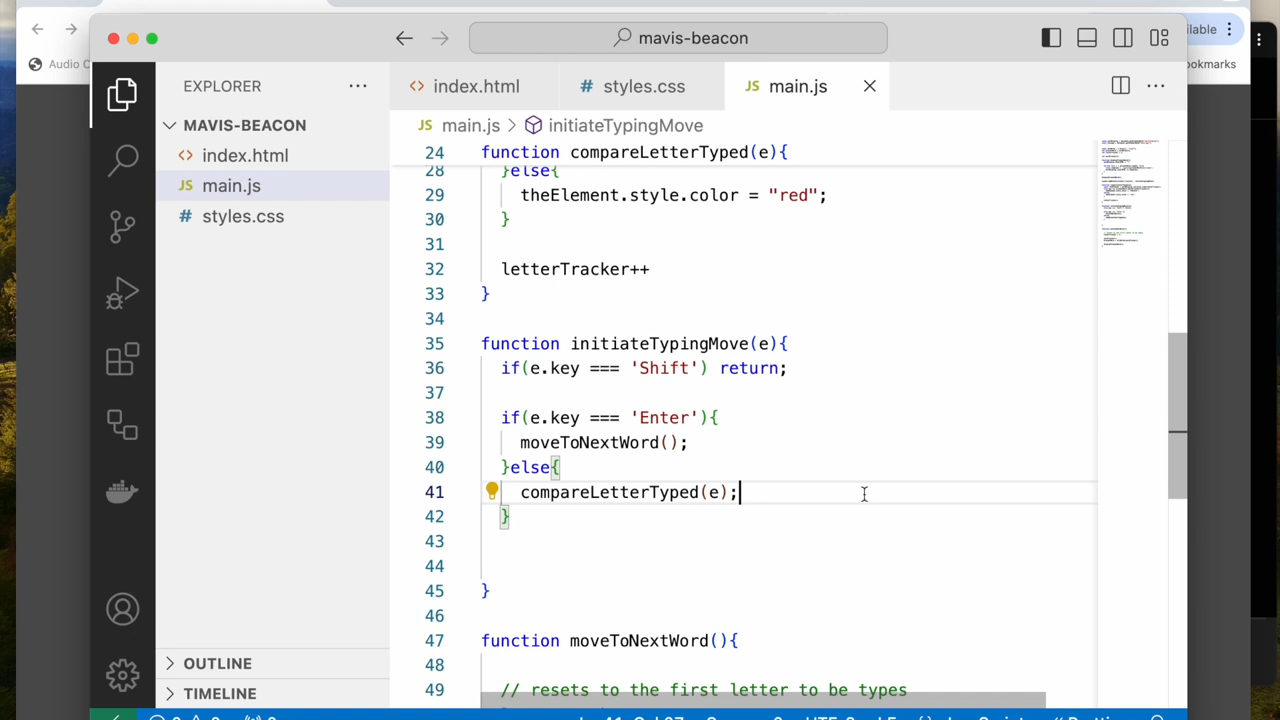 ilable
mavis-beacon
Audio C
ookmarks
EXPLORER
index.html
styles.css
JS main.js
MAVIS-BEACON
JS main.js > initiateTypingMove
index.html
JS main.js
# styles.css
24 function compareLetterTyped(e){
28 }else{
29 theElement.style.color = "red";
30 }
31
32 letterTracker++
33 }
34
35 function initiateTypingMove(e){
36 if(e.key === 'Shift') return;
37
38 if(e.key === 'Enter'){
39 moveToNextWord();
40 }else{
41 compareLetterTyped(e);
42 }
43
44
45 }
46
47 function moveToNextWord(){
48
49 // resets to the first letter to be types
OUTLINE
TIMELINE